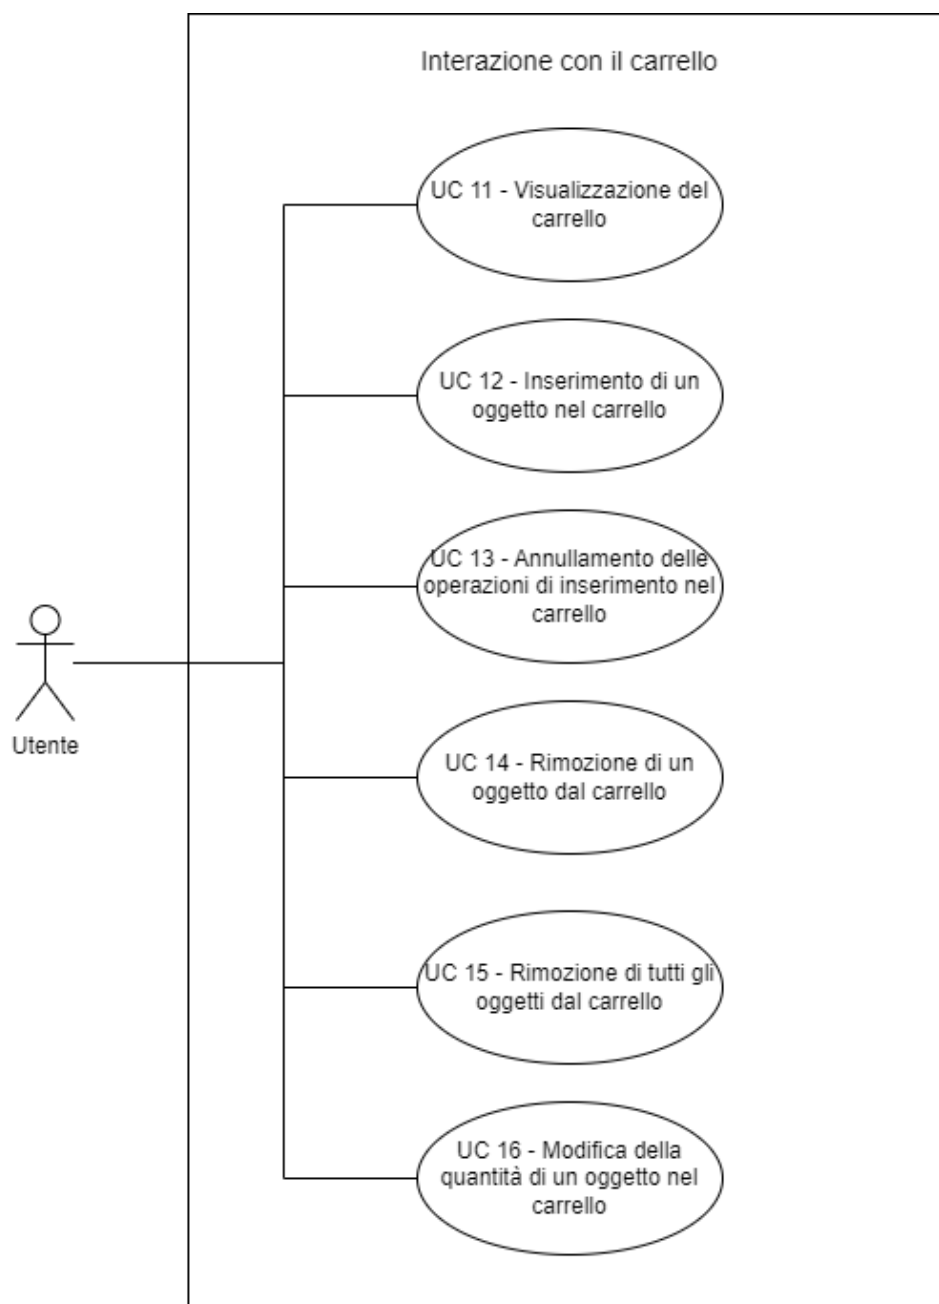 Interazione con il carrello
UC 11 - Visualizzazione del
carrello
UC 12 - Inserimento di un
oggetto nel carrello
UC 13 - Annullamento delle
operazioni di inserimento nel
carrello
Utente
UC 14 - Rimozione di un
oggetto dal carrello
UC 15 - Rimozione di tutti gli
oggetti dal carrello
UC 16 - Modifica della
quantità di un oggetto nel
carrello